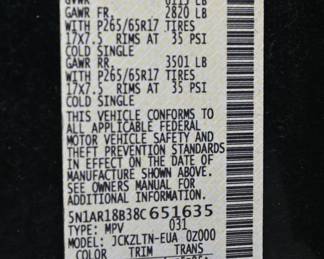 GVWR 6115 LB
GAWR FR. 2820 LB
WITH P265/65R17 TIRES
17X7.5 RIMS AT 35 PSI
COLD SINGLE
GAWR RR. 3501 LB
WITH P265/65R17 TIRES
17X7.5 RIMS AT 35 PSI
COLD SINGLE
THIS VEHICLE CONFORMS TO
ALL APPLICABLE FEDERAL
MOTOR VEHICLE SAFETY AND
THEFT PREVENTION STANDARDS
IN EFFECT ON THE DATE OF
MANUFACTURE SHOWN ABOVE.
SEE OWNERS MANUAL FOR
ADDITIONAL INFORMATION.
5N1AR18B38C651635
TYPE: MPV 031
MODEL: JCKZLTN-EUA 0Z000
COLOR TRIM TRANS